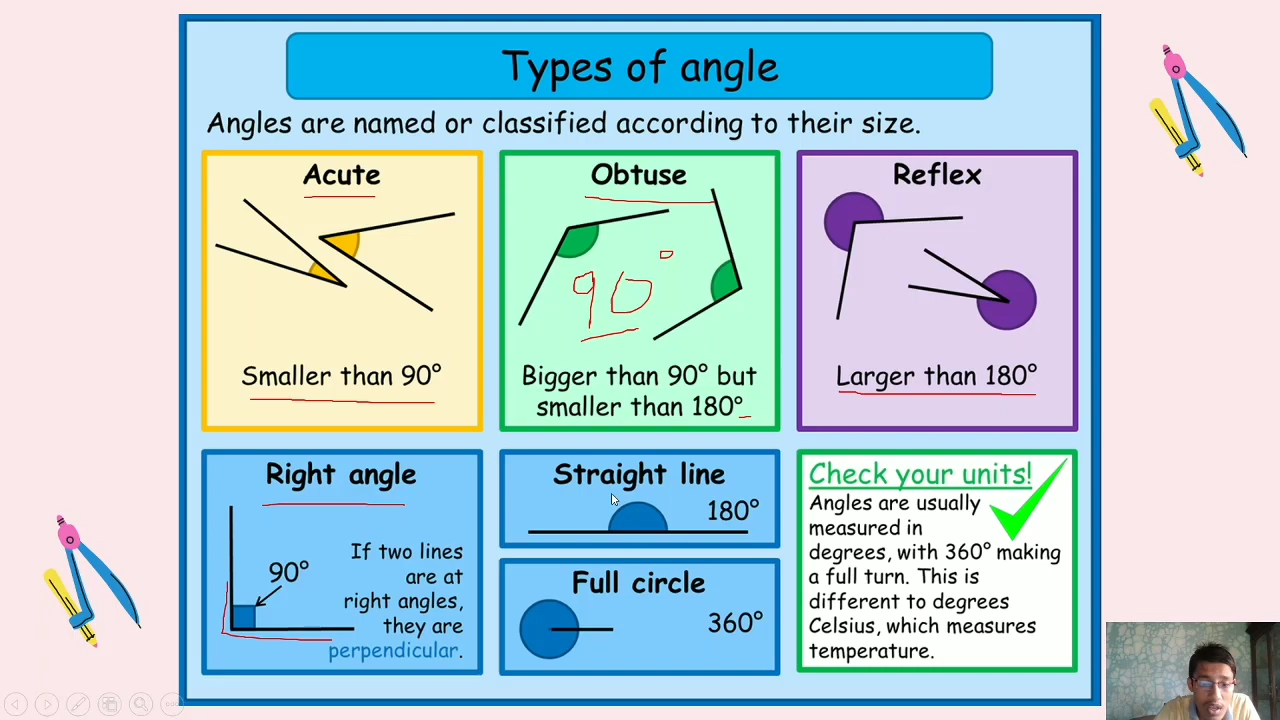 Types of angle
Angles are named or classified according to their size.
Acute
Smaller than 90°
Obtuse
90°
Bigger than 90° but
smaller than 180°
Reflex
Larger than 180°
Right angle
90°
If two lines
are at
right angles,
they are
perpendicular.
Straight line
180°
Full circle
360°
Check your units!
Angles are usually
measured in
degrees, with 360° making
a full turn. This is
different to degrees
Celsius, which measures
temperature.